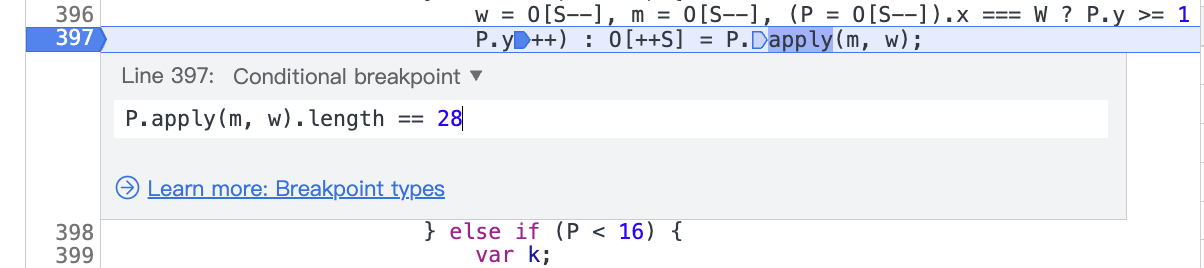 396 w = O[S--], m = O[S--], (P = O[S--]).x === W ? P.y >= 1
397 P.y++) : O[++S] = P.apply(m, w);
Line 397: Conditional breakpoint ▼
P.apply(m, w).length == 28
Learn more: Breakpoint types
398 } else if (P < 16) {
399 var k;